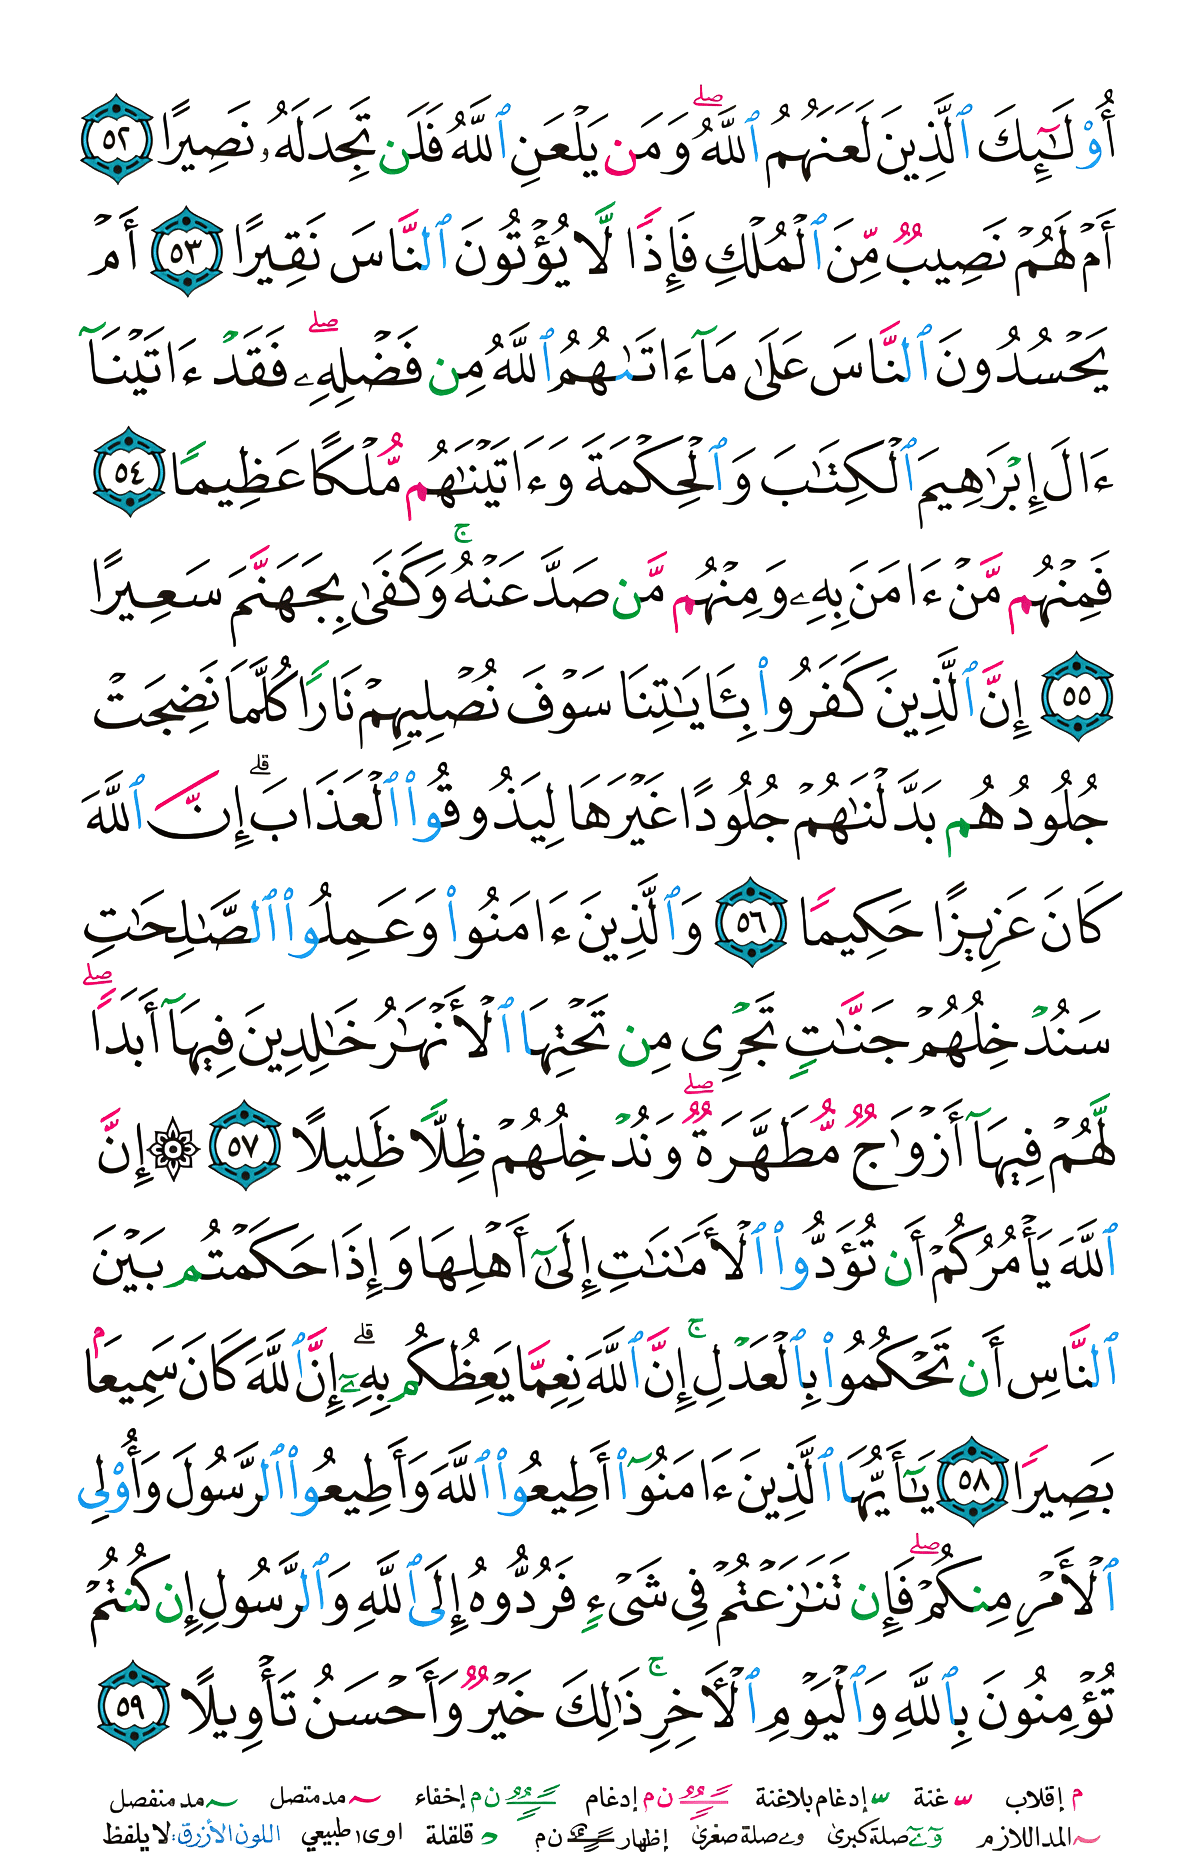 أُو۟لَـٰٓئِكَ ٱلَّذِينَ لَعَنَهُمُ ٱللَّهُ ۖ وَمَن يَلْعَنِ ٱللَّهُ فَلَن تَجِدَ لَهُۥ نَصِيرًا ٥٢
أَمْ لَهُمْ نَصِيبٌ مِّنَ ٱلْمُلْكِ فَإِذًا لَّا يُؤْتُونَ ٱلنَّاسَ نَقِيرًا ٥٣ أَمْ
يَحْسُدُونَ ٱلنَّاسَ عَلَىٰ مَآ ءَاتَىٰهُمُ ٱللَّهُ مِن فَضْلِهِۦ ۖ فَقَدْ ءَاتَيْنَآ
ءَالَ إِبْرَٰهِيمَ ٱلْكِتَـٰبَ وَٱلْحِكْمَةَ وَءَاتَيْنَـٰهُم مُّلْكًا عَظِيمًا ٥٤
فَمِنْهُم مَّنْ ءَامَنَ بِهِۦ وَمِنْهُم مَّن صَدَّ عَنْهُ ۚ وَكَفَىٰ بِجَهَنَّمَ سَعِيرًا
٥٥ إِنَّ ٱلَّذِينَ كَفَرُوا۟ بِـَٔايَـٰتِنَا سَوْفَ نُصْلِيهِمْ نَارًا كُلَّمَا نَضِجَتْ
جُلُودُهُم بَدَّلْنَـٰهُمْ جُلُودًا غَيْرَهَا لِيَذُوقُوا۟ ٱلْعَذَابَ ۗ إِنَّ ٱللَّهَ
كَانَ عَزِيزًا حَكِيمًا ٥٦ وَٱلَّذِينَ ءَامَنُوا۟ وَعَمِلُوا۟ ٱلصَّـٰلِحَـٰتِ
سَنُدْخِلُهُمْ جَنَّـٰتٍ تَجْرِى مِن تَحْتِهَا ٱلْأَنْهَـٰرُ خَـٰلِدِينَ فِيهَآ أَبَدًا ۖ
لَّهُمْ فِيهَآ أَزْوَٰجٌ مُّطَهَّرَةٌ ۖ وَنُدْخِلُهُمْ ظِلًّا ظَلِيلًا ٥٧ ۞ إِنَّ
ٱللَّهَ يَأْمُرُكُمْ أَن تُؤَدُّوا۟ ٱلْأَمَـٰنَـٰتِ إِلَىٰٓ أَهْلِهَا وَإِذَا حَكَمْتُم بَيْنَ
ٱلنَّاسِ أَن تَحْكُمُوا۟ بِٱلْعَدْلِ ۚ إِنَّ ٱللَّهَ نِعِمَّا يَعِظُكُم بِهِۦٓ ۗ إِنَّ ٱللَّهَ كَانَ سَمِيعًۢا
بَصِيرًا ٥٨ يَـٰٓأَيُّهَا ٱلَّذِينَ ءَامَنُوٓا۟ أَطِيعُوا۟ ٱللَّهَ وَأَطِيعُوا۟ ٱلرَّسُولَ وَأُو۟لِى
ٱلْأَمْرِ مِنكُمْ ۖ فَإِن تَنَـٰزَعْتُمْ فِى شَىْءٍ فَرُدُّوهُ إِلَى ٱللَّهِ وَٱلرَّسُولِ إِن كُنتُمْ
تُؤْمِنُونَ بِٱللَّهِ وَٱلْيَوْمِ ٱلْـَٔاخِرِ ۚ ذَٰلِكَ خَيْرٌ وَأَحْسَنُ تَأْوِيلًا ٥٩
م إقلاب غنة إدغام بلاغنة ن م إدغام ن م إخفاء مد متصل مد منفصل
المد اللازم صلة كبرى و ے صلة صغرى إظهار ن م قلقلة ا و ى طبيعي اللون الأزرق: لا يلفظ